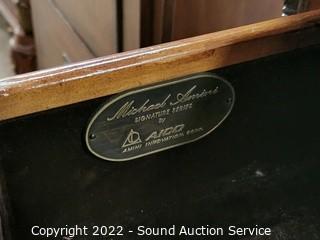 Michael Amini
SIGNATURE SERIES
by
AICO
AMINI INNOVATION CORP.
Copyright 2022 - Sound Auction Service